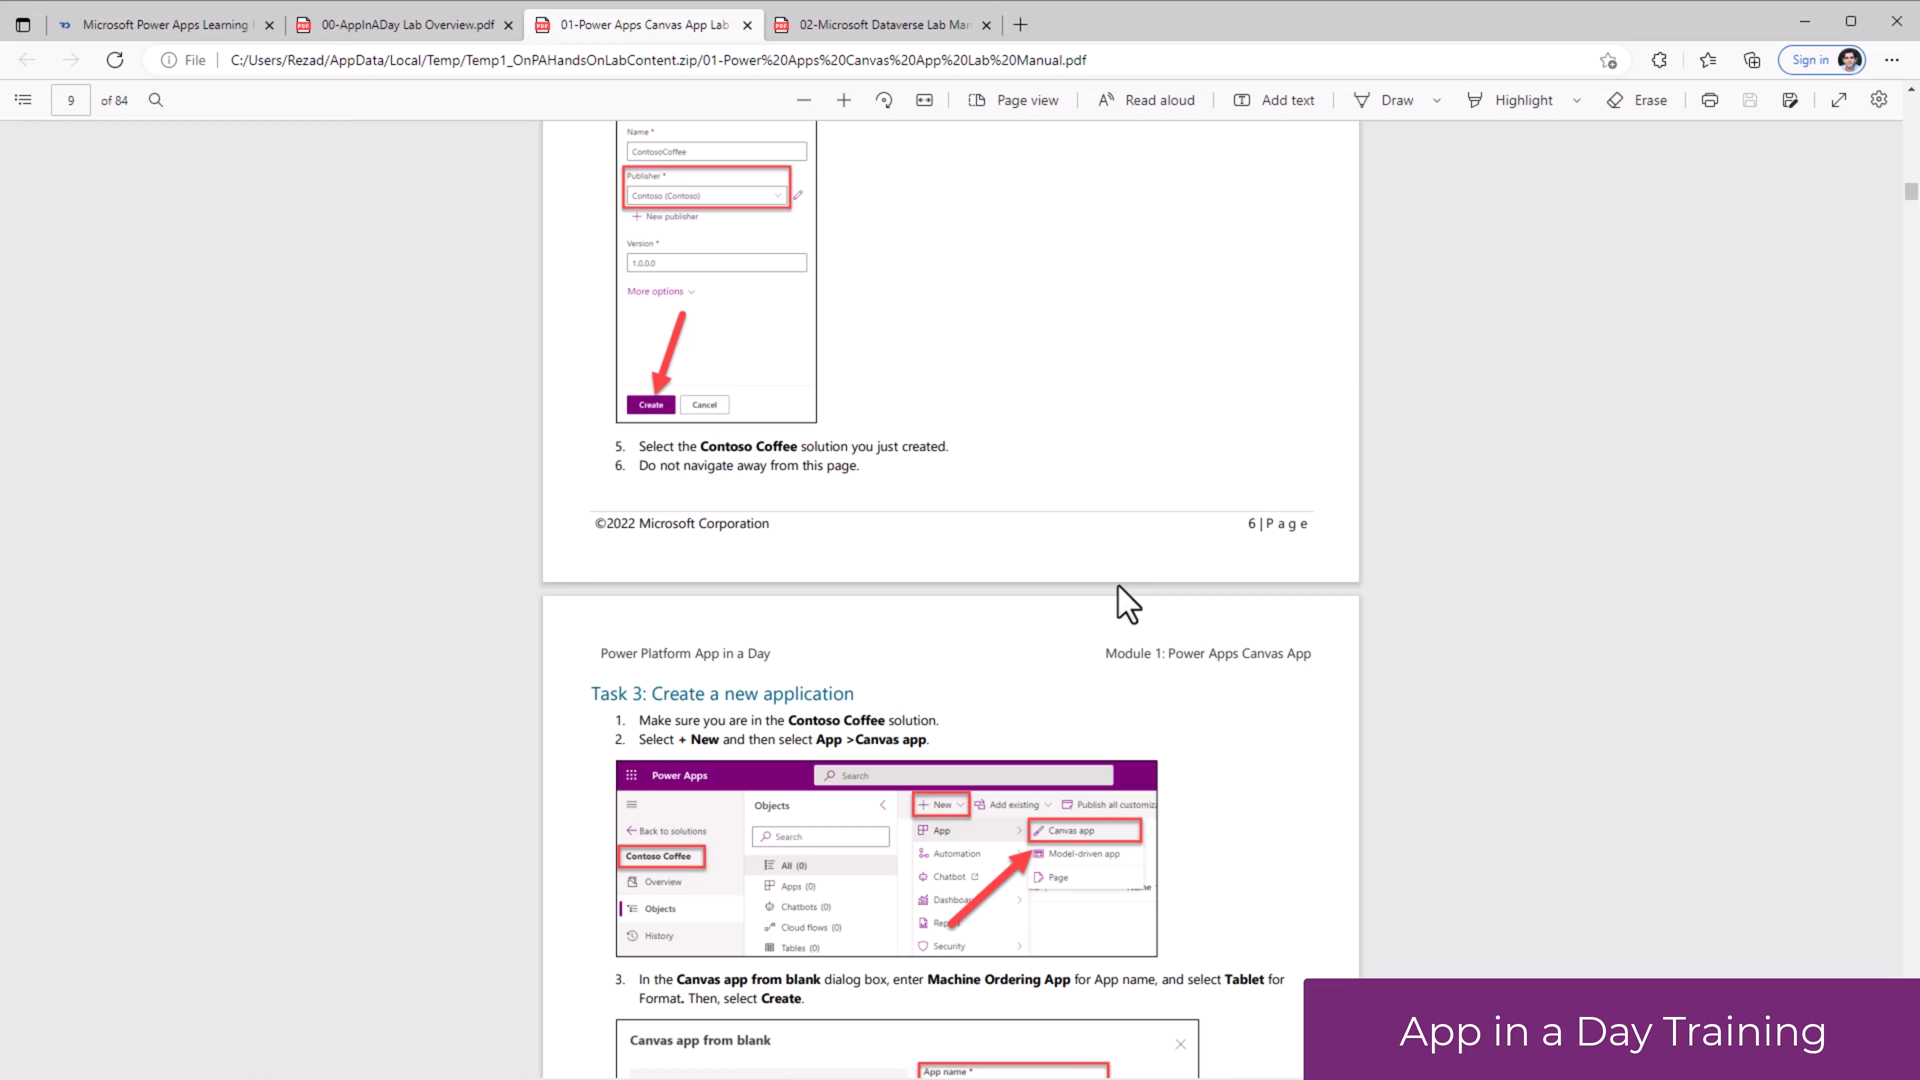 Microsoft Power Apps Learning
00-AppInADay Lab Overview.pdf
01-Power Apps Canvas App Lab
02-Microsoft Dataverse Lab Man
File
C:/Users/Rezad/AppData/Local/Temp/Temp1_OnPAHandsOnLabContent.zip/01-Power%20Apps%20Canvas%20App%20Lab%20Manual.pdf
Sign in
9 of 84
Page view
Read aloud
Add text
Draw
Highlight
Erase
Name *
ContosoCoffee
Publisher *
Contoso (Contoso)
+ New publisher
Version *
1.0.0.0
More options
Create
Cancel
5. Select the Contoso Coffee solution you just created.
6. Do not navigate away from this page.
©2022 Microsoft Corporation
6 | P a g e
Power Platform App in a Day
Module 1: Power Apps Canvas App
Task 3: Create a new application
1. Make sure you are in the Contoso Coffee solution.
2. Select + New and then select App >Canvas app.
Power Apps
Search
Objects
+ New
Add existing
Publish all customiz
Back to solutions
Search
App
Canvas app
Contoso Coffee
All (0)
Automation
Model-driven app
Overview
Apps (0)
Chatbot
Page
Objects
Chatbots (0)
Dashboa
Name
History
Cloud flows (0)
Rep
Tables (0)
Security
3. In the Canvas app from blank dialog box, enter Machine Ordering App for App name, and select Tablet for
Format. Then, select Create.
Canvas app from blank
App name *
App in a Day Training